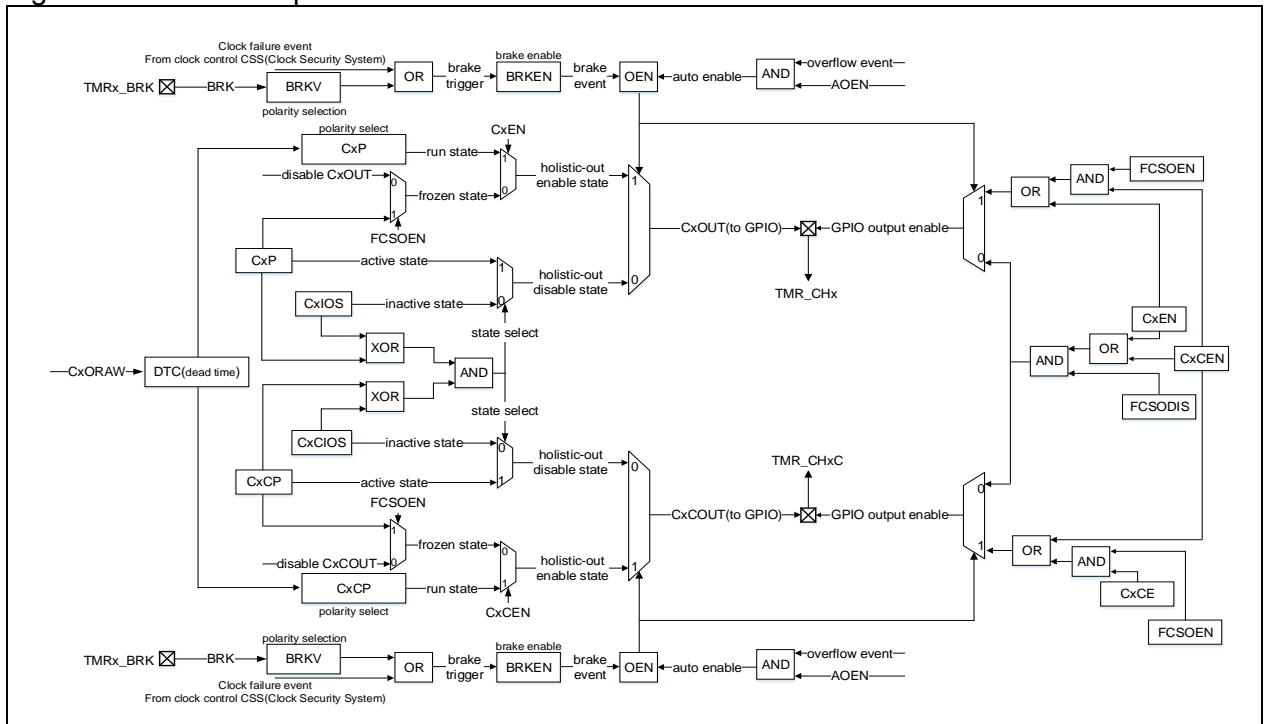 Clock failure event
From clock control CSS(Clock Security System)
TMRx_BRK
BRK
BRKV
polarity selection
OR
brake
trigger
brake enable
BRKEN
brake
event
OEN
auto enable
AND
overflow event
AOEN
polarity select
CxP
run state
CxEN
1
0
disable CxOUT
0
1
frozen state
FCSOEN
holistic-out
enable state
1
0
CxP
active state
1
0
CxIOS
inactive state
holistic-out
disable state
state select
XOR
AND
XOR
state select
CxORAW
DTC(dead time)
CxOUT(to GPIO)
GPIO output enable
TMR_CHx
1
0
OR
AND
FCSOEN
CxEN
OR
CxCEN
AND
FCSODIS
CxCIOS
inactive state
0
1
CxCP
active state
holistic-out
disable state
0
1
FCSOEN
1
0
frozen state
disable CxCOUT
0
1
holistic-out
enable state
CxCP
run state
polarity select
CxCEN
TMR_CHxC
CxCOUT(to GPIO)
GPIO output enable
0
1
OR
AND
CxCE
FCSOEN
TMRx_BRK
BRK
polarity selection
BRKV
Clock failure event
From clock control CSS(Clock Security System)
OR
brake
trigger
brake enable
BRKEN
brake
event
OEN
auto enable
AND
overflow event
AOEN